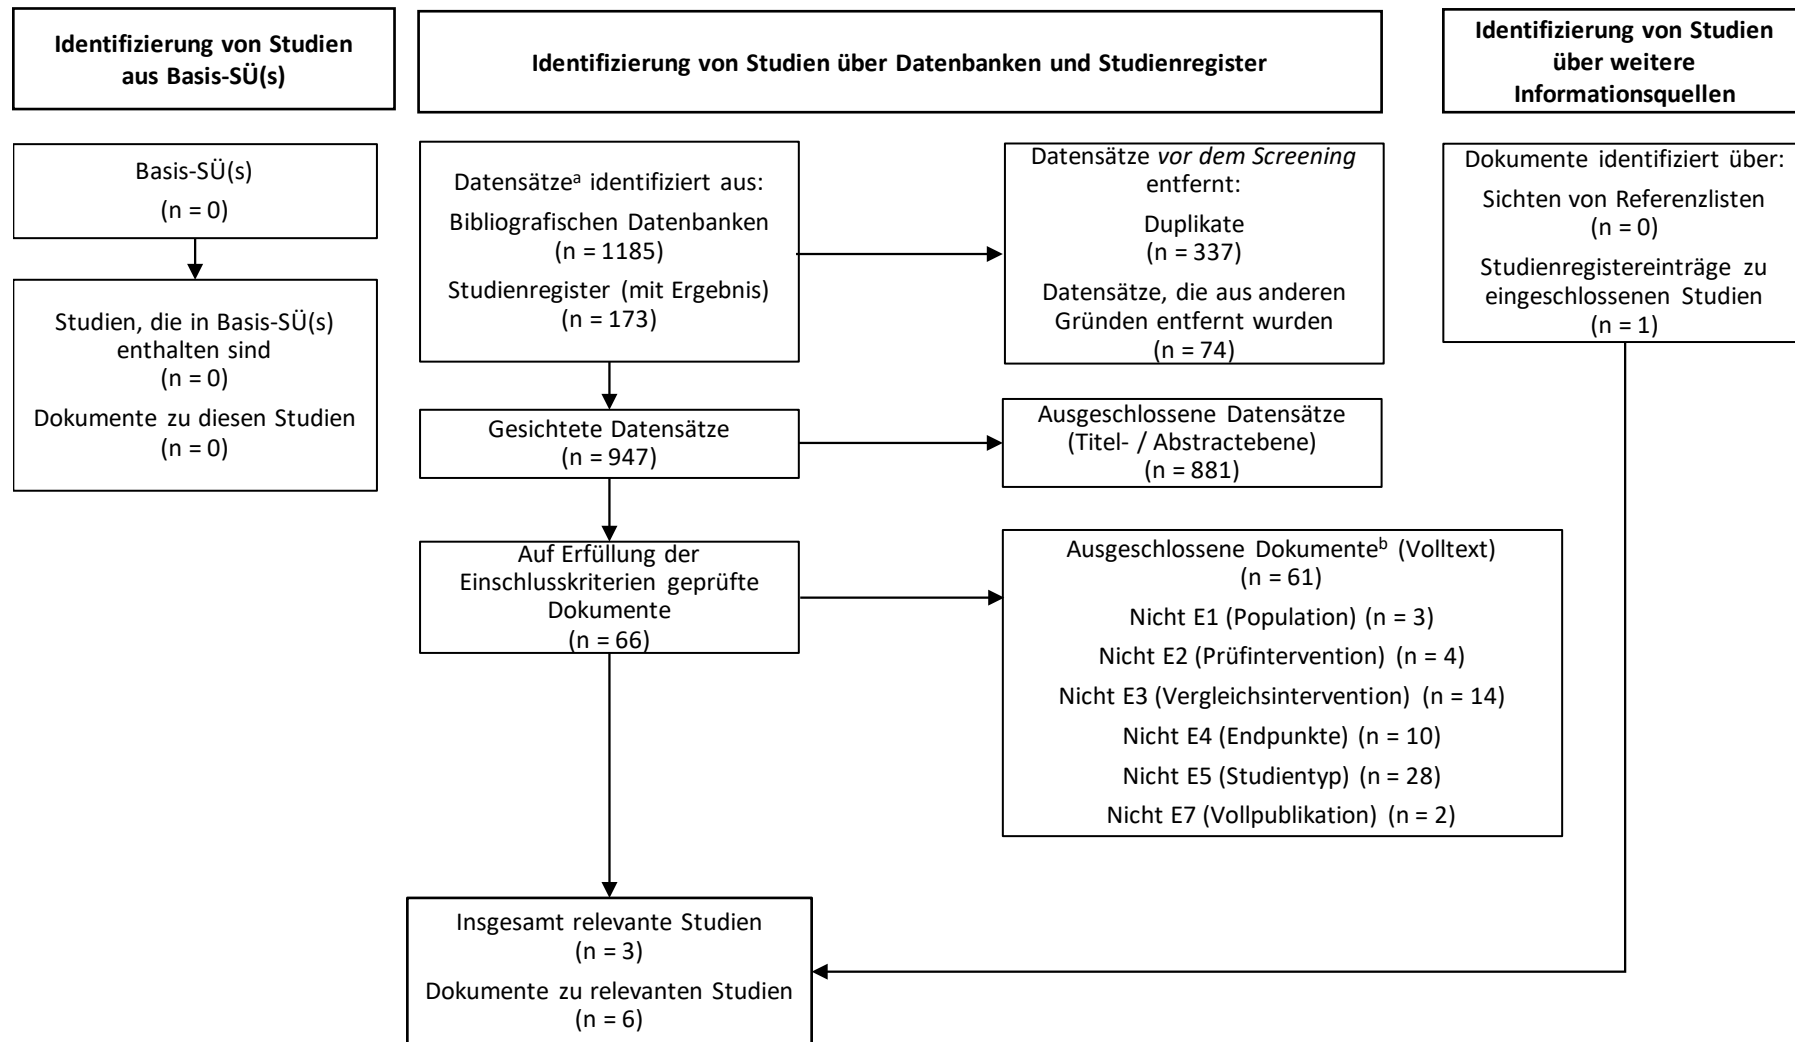 Identifizierung von Studien
aus Basis-SÜ(s)
Identifizierung von Studien über Datenbanken und Studienregister
Identifizierung von Studien
über weitere
Informationsquellen
Basis-SÜ(s)
(n = 0)
Studien, die in Basis-SÜ(s)
enthalten sind
(n = 0)
Dokumente zu diesen Studien
(n = 0)
Datensätzeᵃ identifiziert aus:
Bibliografischen Datenbanken
(n = 1185)
Studienregister (mit Ergebnis)
(n = 173)
Datensätze vor dem Screening
entfernt:
Duplikate
(n = 337)
Datensätze, die aus anderen
Gründen entfernt wurden
(n = 74)
Dokumente identifiziert über:
Sichten von Referenzlisten
(n = 0)
Studienregistereinträge zu
eingeschlossenen Studien
(n = 1)
Gesichtete Datensätze
(n = 947)
Ausgeschlossene Datensätze
(Titel- / Abstractebene)
(n = 881)
Auf Erfüllung der
Einschlusskriterien geprüfte
Dokumente
(n = 66)
Ausgeschlossene Dokumenteᵇ (Volltext)
(n = 61)
Nicht E1 (Population) (n = 3)
Nicht E2 (Prüfintervention) (n = 4)
Nicht E3 (Vergleichsintervention) (n = 14)
Nicht E4 (Endpunkte) (n = 10)
Nicht E5 (Studientyp) (n = 28)
Nicht E7 (Vollpublikation) (n = 2)
Insgesamt relevante Studien
(n = 3)
Dokumente zu relevanten Studien
(n = 6)